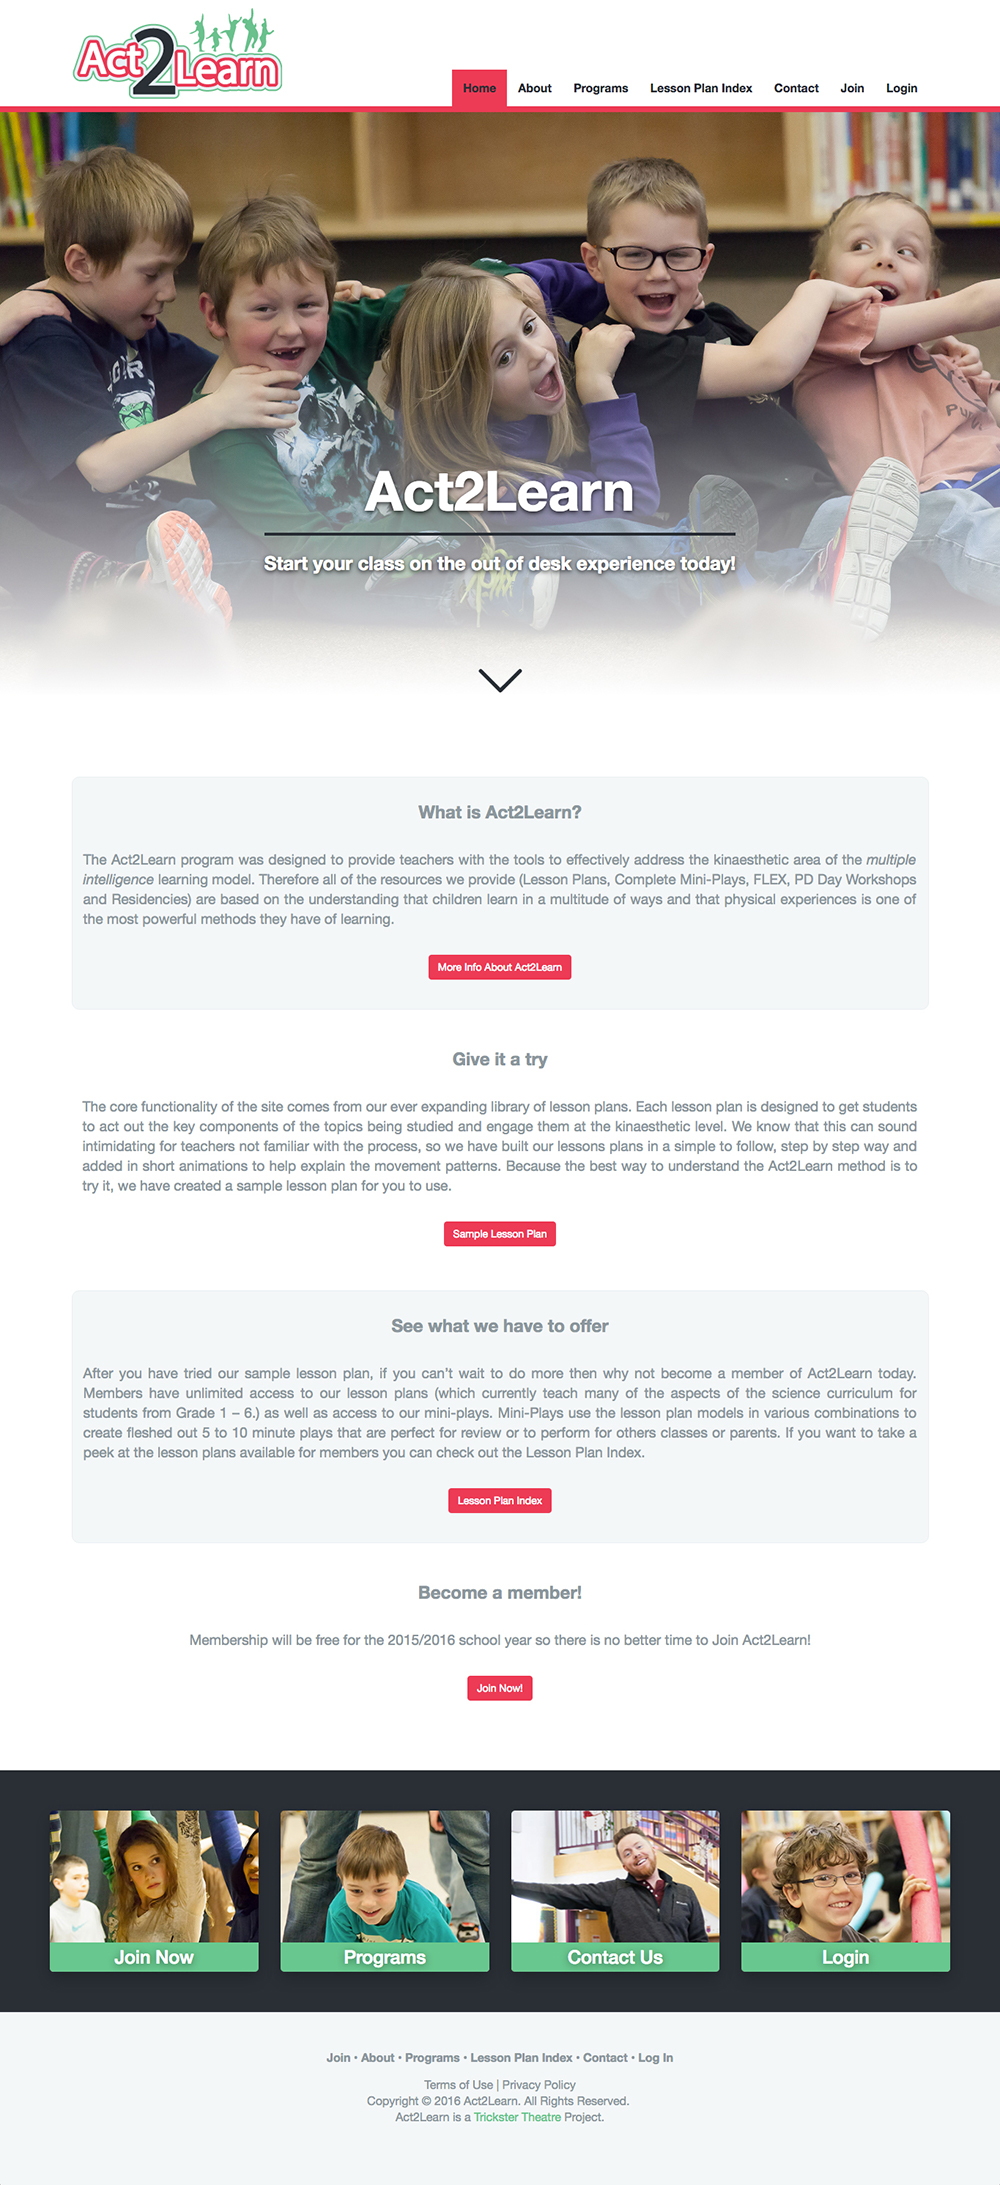 Act2Learn
Home About Programs Lesson Plan Index Contact Join Login
Act2Learn
Start your class on the out of desk experience today!
What is Act2Learn?
The Act2Learn program was designed to provide teachers with the tools to effectively address the kinaesthetic area of the multiple
intelligence learning model. Therefore all of the resources we provide (Lesson Plans, Complete Mini-Plays, FLEX, PD Day Workshops
and Residencies) are based on the understanding that children learn in a multitude of ways and that physical experiences is one of
the most powerful methods they have of learning.
More Info About Act2Learn
Give it a try
The core functionality of the site comes from our ever expanding library of lesson plans. Each lesson plan is designed to get students
to act out the key components of the topics being studied and engage them at the kinaesthetic level. We know that this can sound
intimidating for teachers not familiar with the process, so we have built our lessons plans in a simple to follow, step by step way and
added in short animations to help explain the movement patterns. Because the best way to understand the Act2Learn method is to
try it, we have created a sample lesson plan for you to use.
Sample Lesson Plan
See what we have to offer
After you have tried our sample lesson plan, if you can't wait to do more then why not become a member of Act2Learn today.
Members have unlimited access to our lesson plans (which currently teach many of the aspects of the science curriculum for
students from Grade 1 – 6.) as well as access to our mini-plays. Mini-Plays use the lesson plan models in various combinations to
create fleshed out 5 to 10 minute plays that are perfect for review or to perform for others classes or parents. If you want to take a
peek at the lesson plans available for members you can check out the Lesson Plan Index.
Lesson Plan Index
Become a member!
Membership will be free for the 2015/2016 school year so there is no better time to Join Act2Learn!
Join Now!
Join Now Programs Contact Us Login
Join • About • Programs • Lesson Plan Index • Contact • Log In
Terms of Use | Privacy Policy
Copyright © 2016 Act2Learn. All Rights Reserved.
Act2Learn is a Trickster Theatre Project.